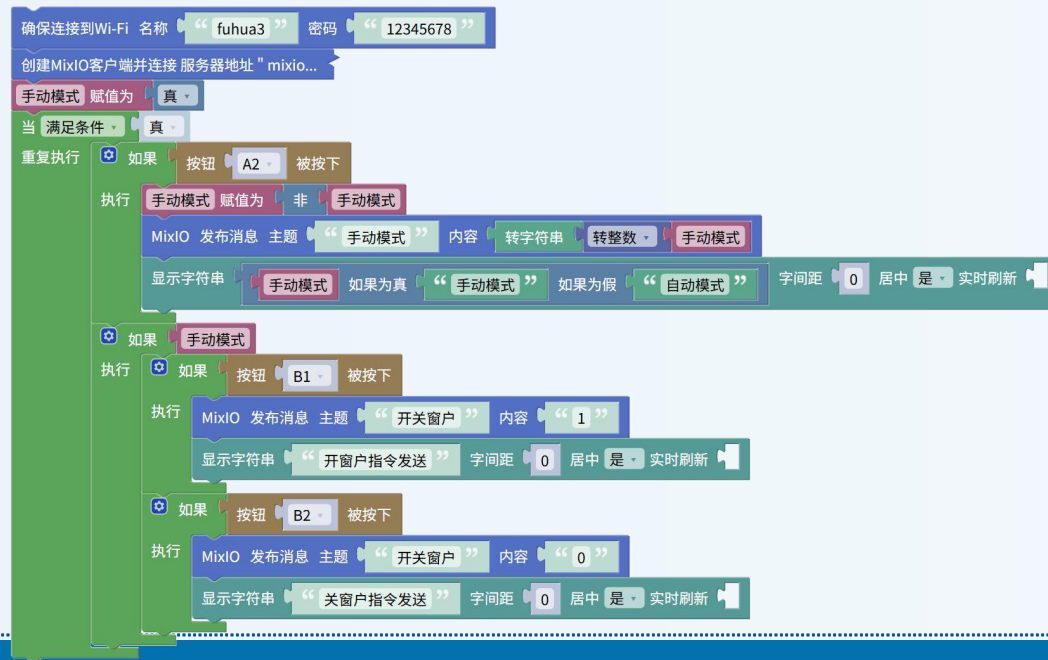 确保连接到Wi-Fi 名称 “ fuhua3 ” 密码 “ 12345678 ”
创建MixIO客户端并连接 服务器地址 " mixio...
手动模式 赋值为 真
当 满足条件 真
重复执行 如果 按钮 A2 被按下
执行 手动模式 赋值为 非 手动模式
MixIO 发布消息 主题 “ 手动模式 ” 内容 转字符串 转整数 手动模式
显示字符串 手动模式 如果为真 “ 手动模式 ” 如果为假 “ 自动模式 ” 字间距 0 居中 是 实时刷新
如果 手动模式
执行 如果 按钮 B1 被按下
执行 MixIO 发布消息 主题 “ 开关窗户 ” 内容 “ 1 ”
显示字符串 “ 开窗户指令发送 ” 字间距 0 居中 是 实时刷新
如果 按钮 B2 被按下
执行 MixIO 发布消息 主题 “ 开关窗户 ” 内容 “ 0 ”
显示字符串 “ 关窗户指令发送 ” 字间距 0 居中 是 实时刷新